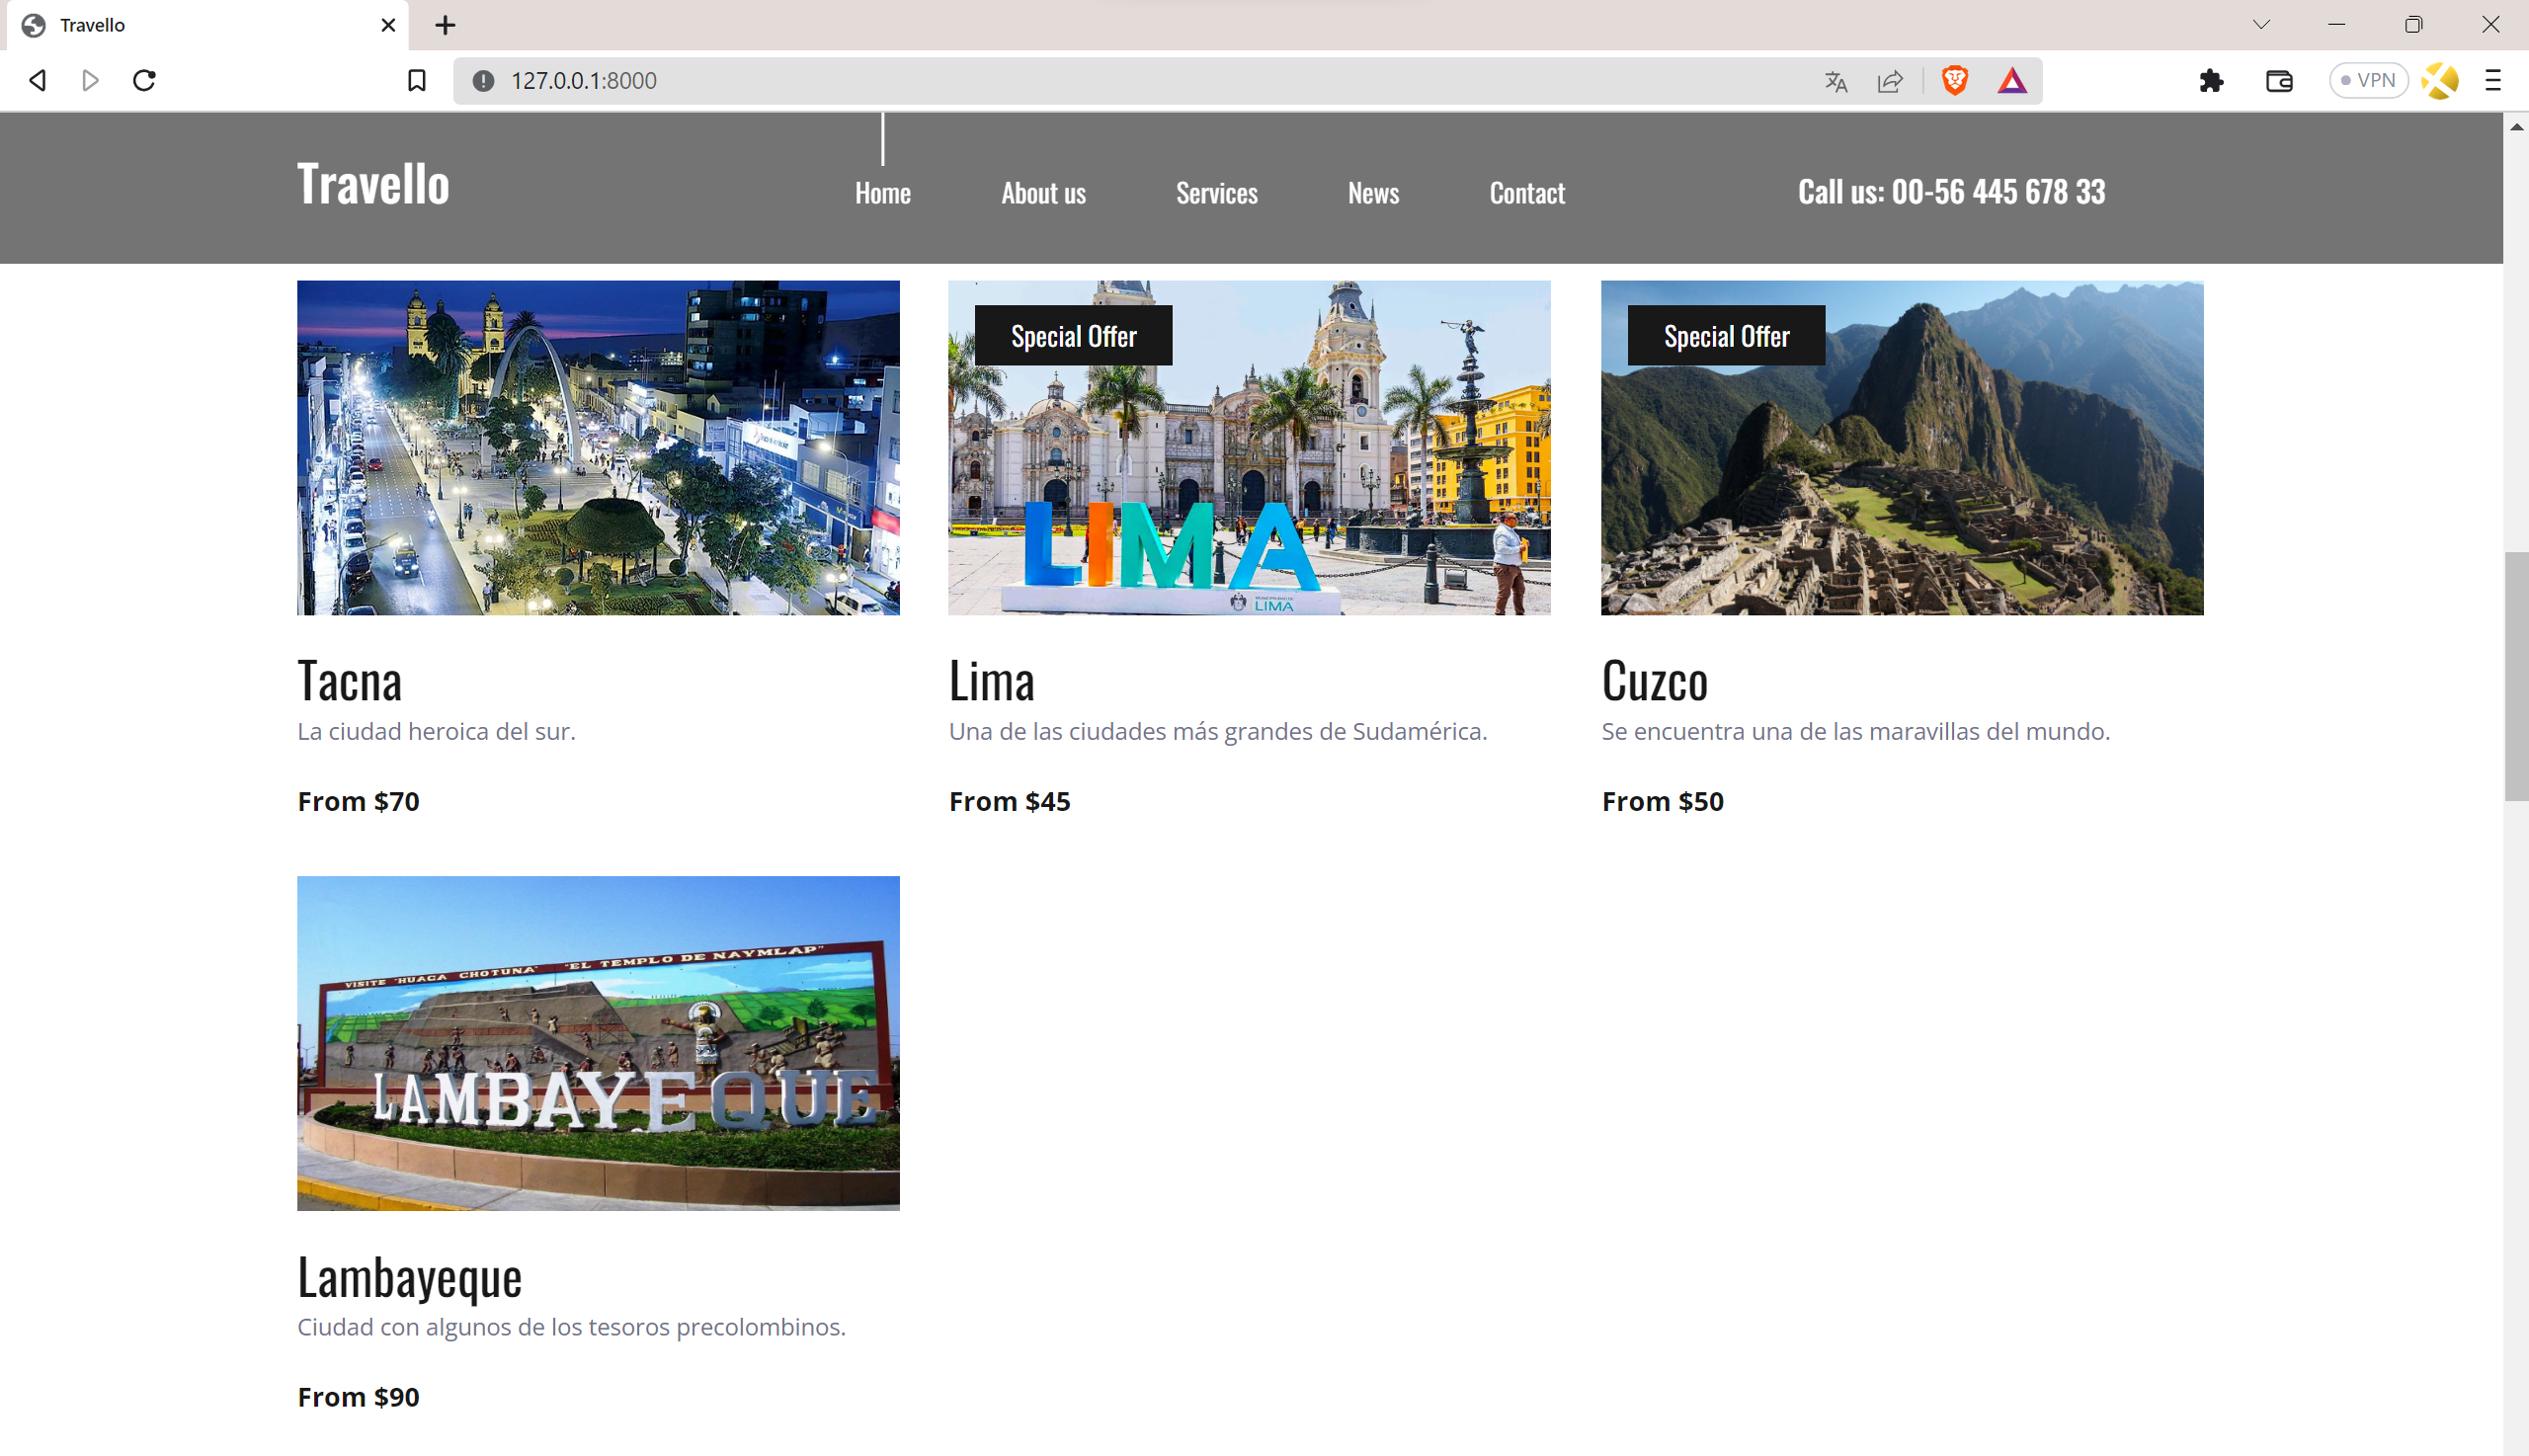 Travello
127.0.0.1:8000
VPN
Travello
Home
About us
Services
News
Contact
Call us: 00-56 445 678 33
Special Offer
Special Offer
LIMA
LIMA
Tacna
La ciudad heroica del sur.
From $70
Lima
Una de las ciudades más grandes de Sudamérica.
From $45
Cuzco
Se encuentra una de las maravillas del mundo.
From $50
VISITE "HUACA CHOTUNA" "EL TEMPLO DE NAYMLAP"
LAMBAYEQUE
Lambayeque
Ciudad con algunos de los tesoros precolombinos.
From $90